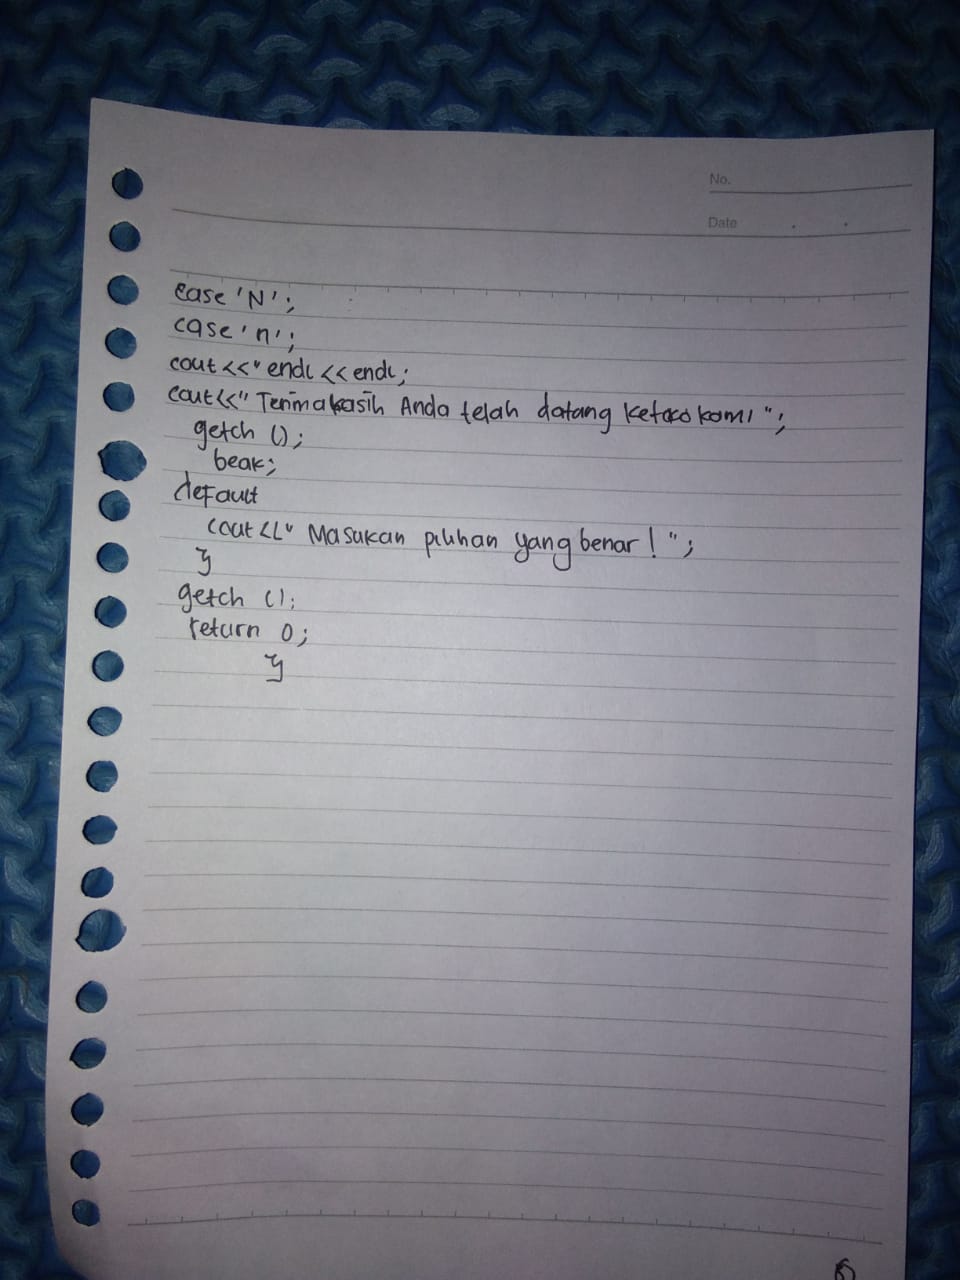 No.
Date
case 'N';
case 'n';
cout <<" endl << endl;
cout<<" Terimakasih Anda telah datang ketoko kami ";
getch ();
beak;
default
cout <<" Masukan pilihan yang benar ! ";
}
getch ();
return 0;
}